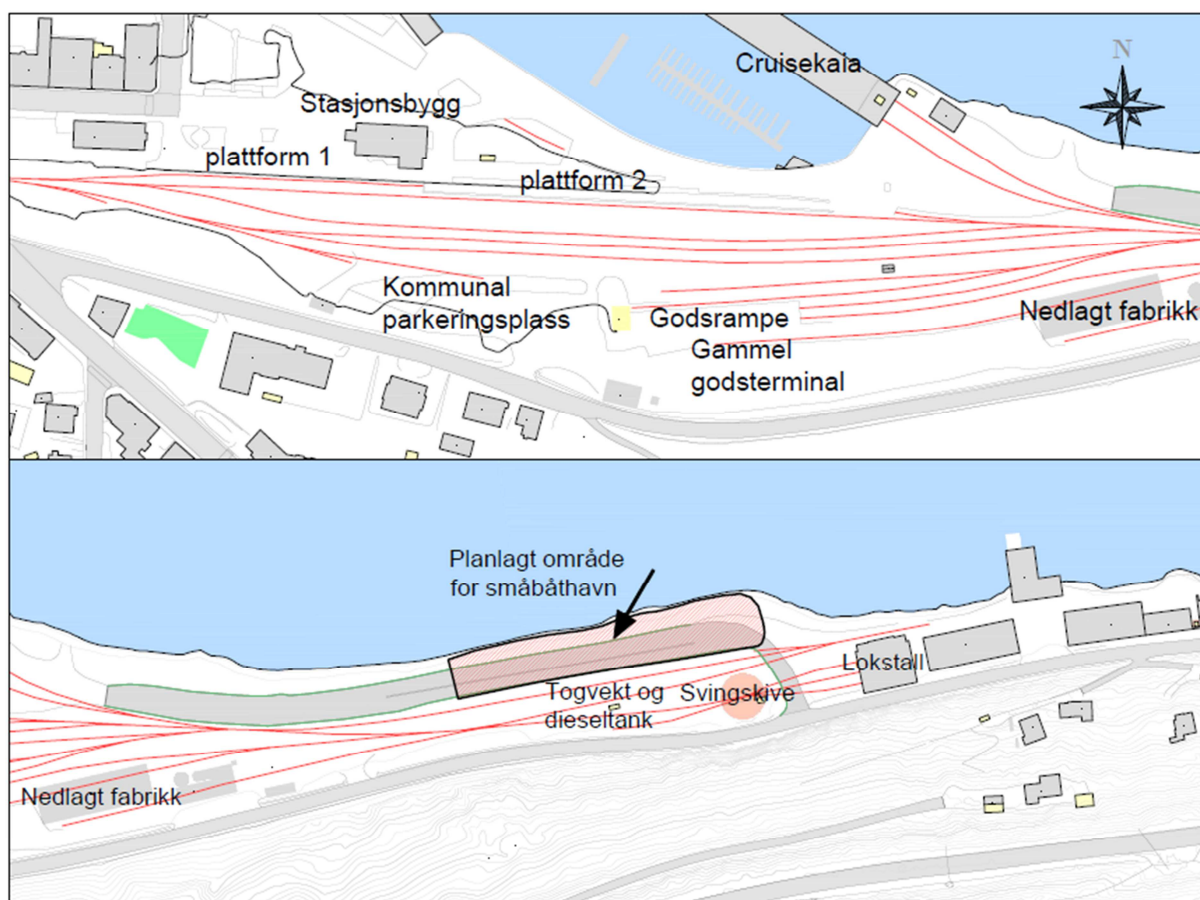 Cruisekaia
N
Stasjonsbygg
plattform 1
plattform 2
Kommunal
parkeringsplass
Godsrampe
Nedlagt fabrikk
Gammel
godsterminal
Planlagt område
for småbåthavn
Lokstall
Togvekt og
dieseltank
Svingskive
Nedlagt fabrikk